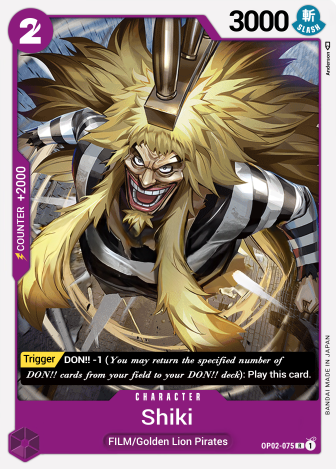 2
3000
斬
SLASH
Anderson
COUNTER +2000
Trigger DON!! -1 (You may return the specified number of
DON!! cards from your field to your DON!! deck): Play this card.
BANDAI MADE IN JAPAN
CHARACTER
Shiki
FILM/Golden Lion Pirates
OP02-075 R 1